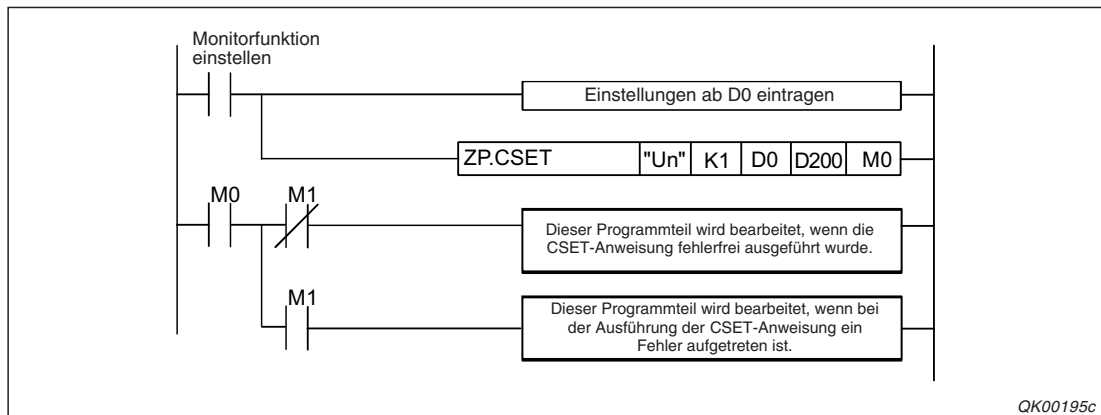 Monitorfunktion
einstellen
Einstellungen ab D0 eintragen
ZP.CSET "Un" K1 D0 D200 M0
M0 M1
Dieser Programmteil wird bearbeitet, wenn die
CSET-Anweisung fehlerfrei ausgeführt wurde.
M1
Dieser Programmteil wird bearbeitet, wenn bei
der Ausführung der CSET-Anweisung ein
Fehler aufgetreten ist.
QK00195c